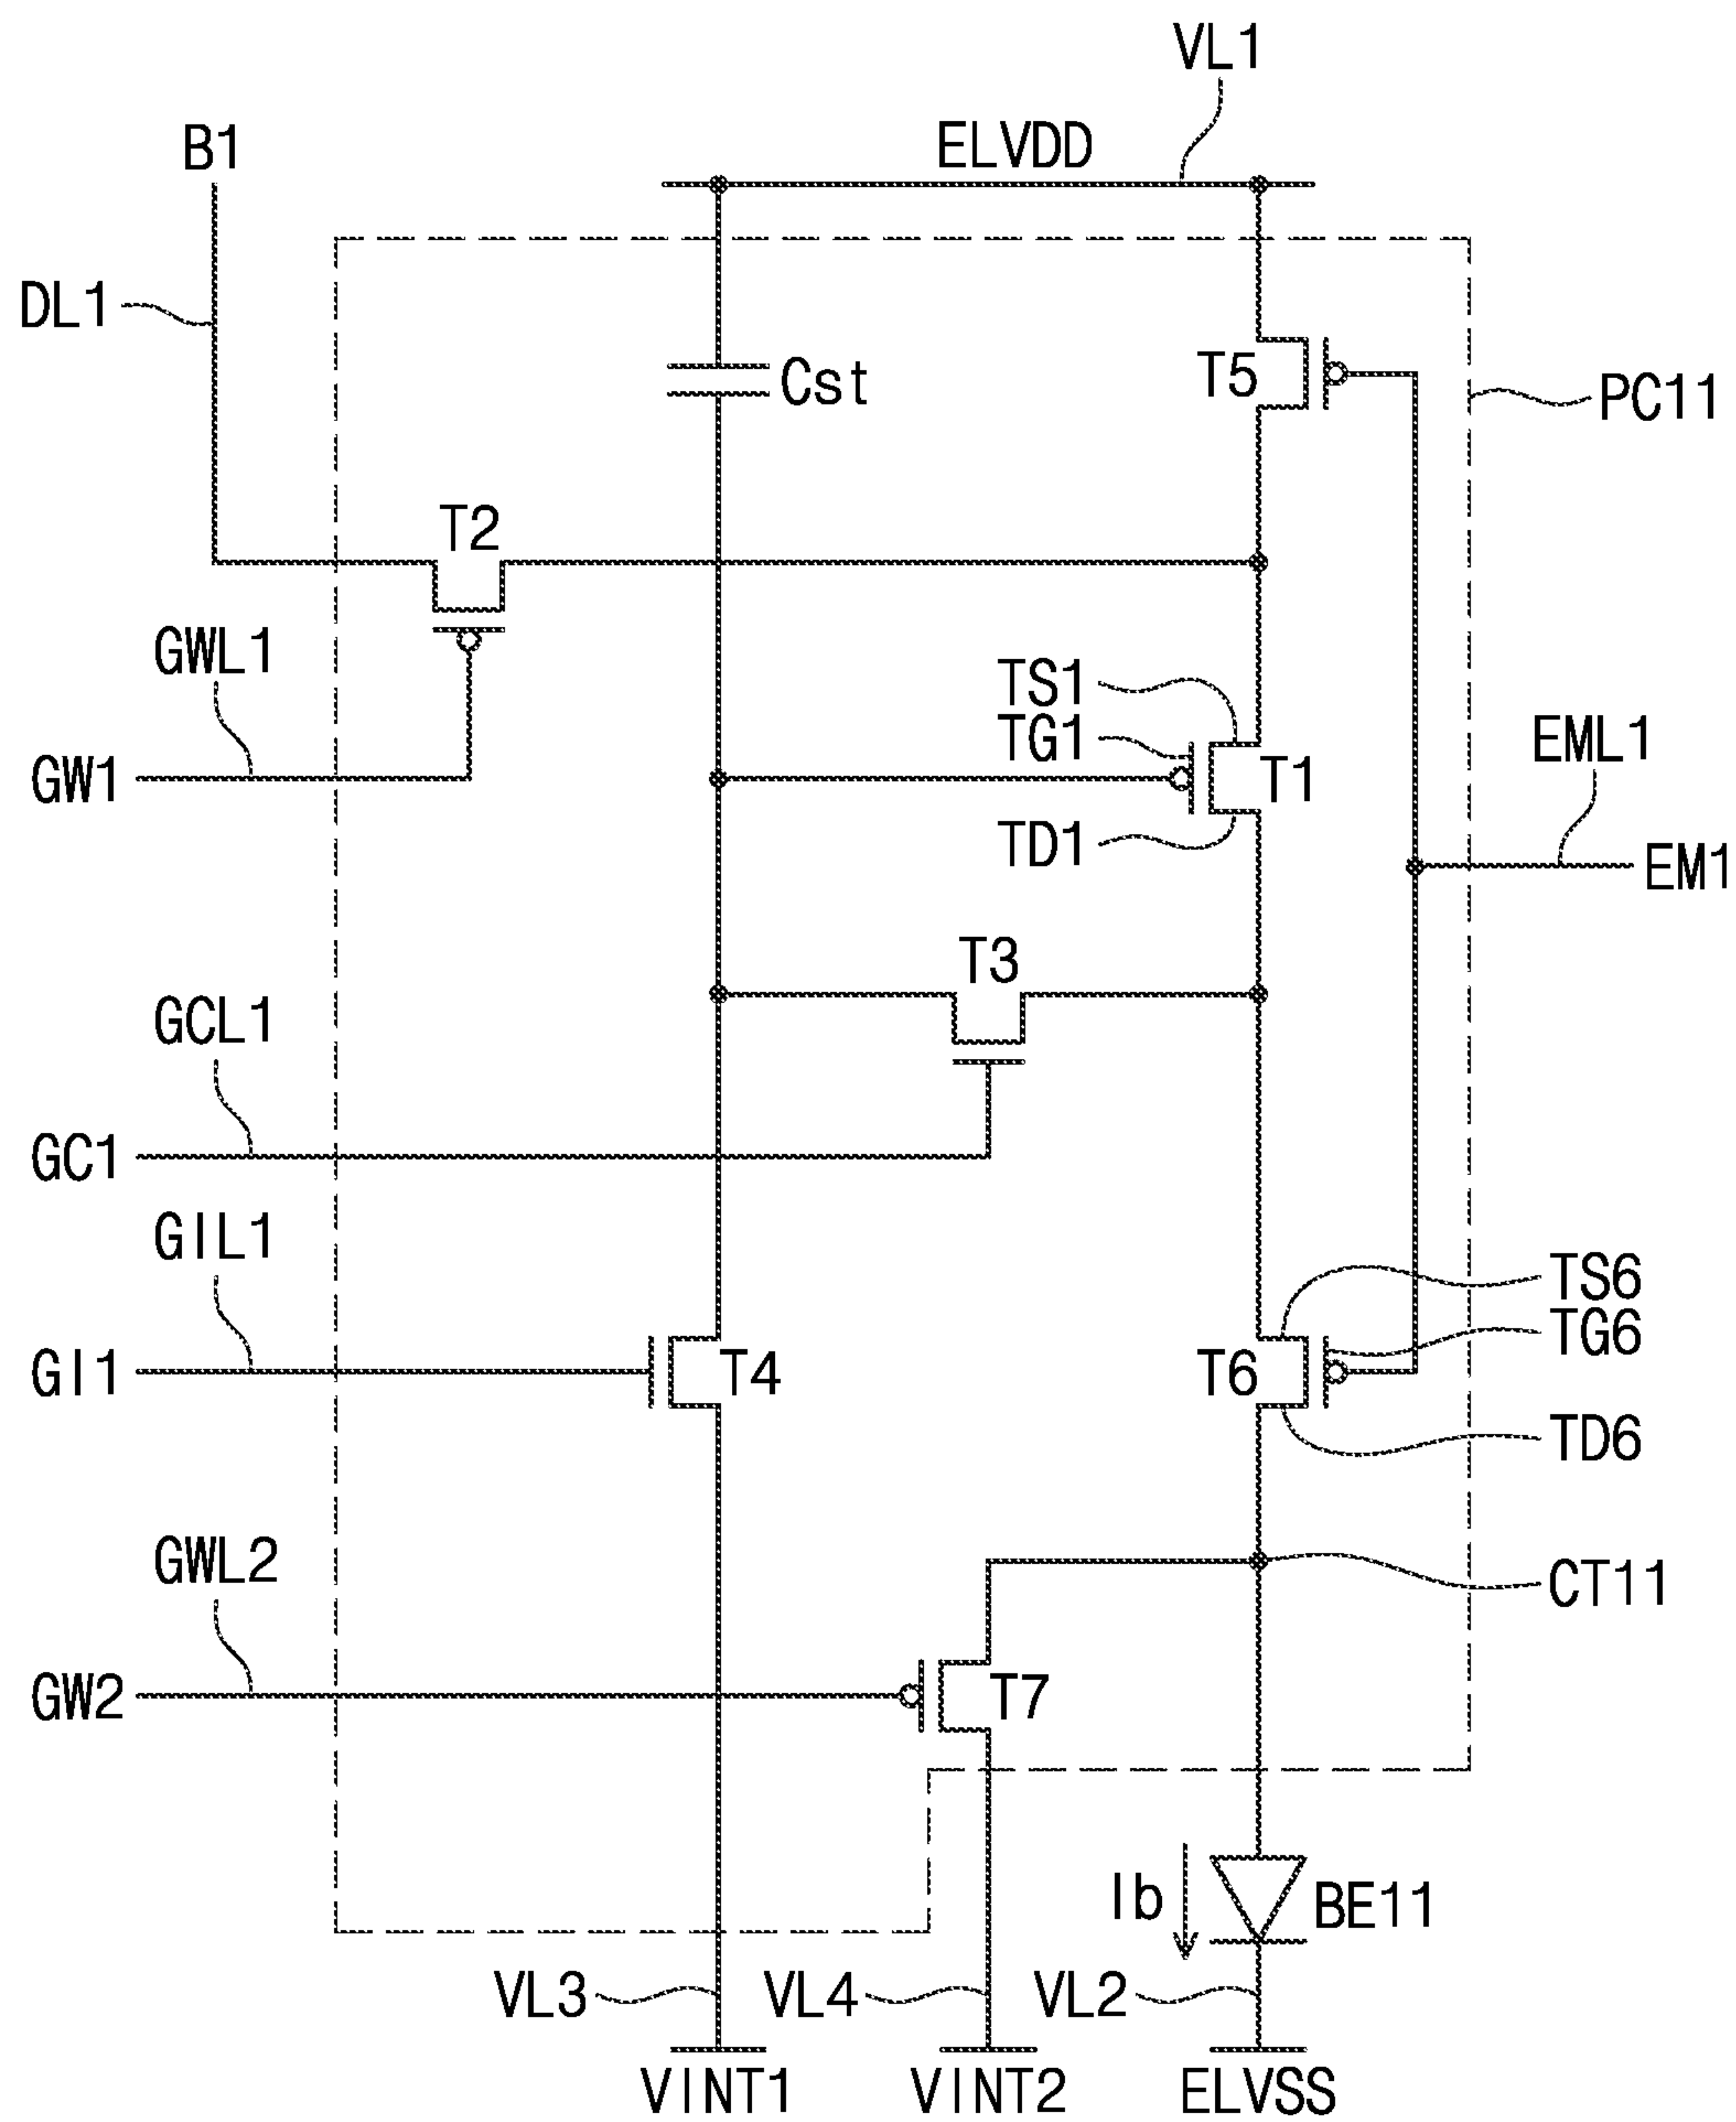 VL1
B1
ELVDD
DL1
Cst
T5
PC11
T2
GWL1
TS1
TG1
T1
EML1
GW1
TD1
EM1
T3
GCL1
GC1
GIL1
TS6
TG6
GI1
T4
T6
TD6
GWL2
CT11
GW2
T7
Ib
BE11
VL3
VL4
VL2
VINT1
VINT2
ELVSS